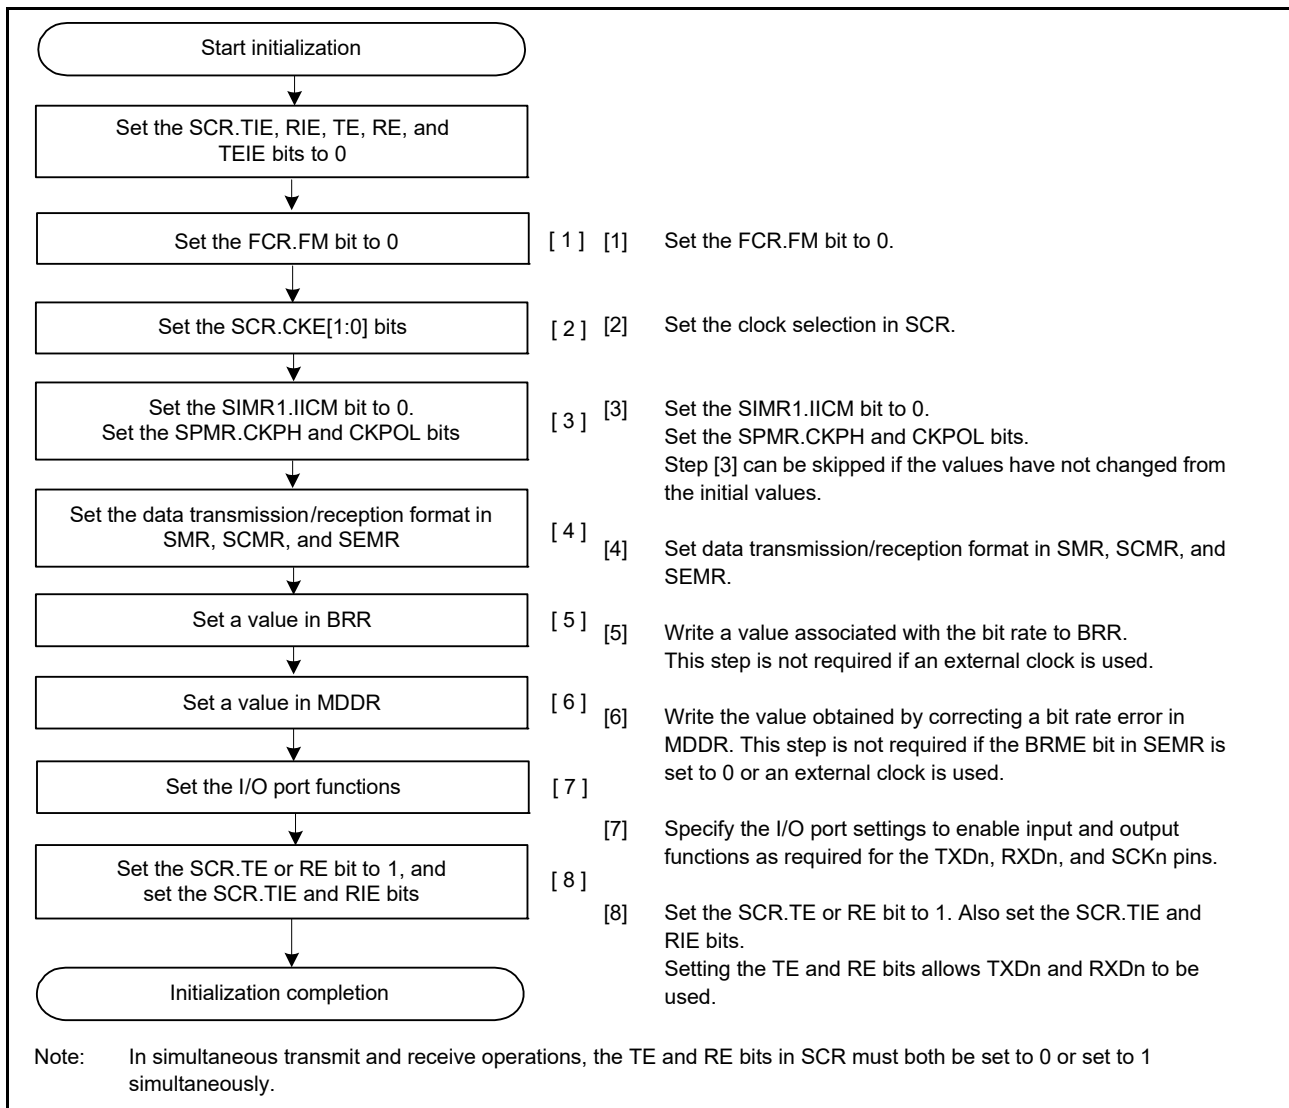 Start initialization
Set the SCR.TIE, RIE, TE, RE, and
TEIE bits to 0
Set the FCR.FM bit to 0
[ 1 ]
Set the SCR.CKE[1:0] bits
[ 2 ]
Set the SIMR1.IICM bit to 0.
Set the SPMR.CKPH and CKPOL bits
[ 3 ]
Set the data transmission/reception format in
SMR, SCMR, and SEMR
[ 4 ]
Set a value in BRR
[ 5 ]
Set a value in MDDR
[ 6 ]
Set the I/O port functions
[ 7 ]
Set the SCR.TE or RE bit to 1, and
set the SCR.TIE and RIE bits
[ 8 ]
Initialization completion
[1] Set the FCR.FM bit to 0.
[2] Set the clock selection in SCR.
[3] Set the SIMR1.IICM bit to 0.
Set the SPMR.CKPH and CKPOL bits.
Step [3] can be skipped if the values have not changed from
the initial values.
[4] Set data transmission/reception format in SMR, SCMR, and
SEMR.
[5] Write a value associated with the bit rate to BRR.
This step is not required if an external clock is used.
[6] Write the value obtained by correcting a bit rate error in
MDDR. This step is not required if the BRME bit in SEMR is
set to 0 or an external clock is used.
[7] Specify the I/O port settings to enable input and output
functions as required for the TXDn, RXDn, and SCKn pins.
[8] Set the SCR.TE or RE bit to 1. Also set the SCR.TIE and
RIE bits.
Setting the TE and RE bits allows TXDn and RXDn to be
used.
Note: In simultaneous transmit and receive operations, the TE and RE bits in SCR must both be set to 0 or set to 1
simultaneously.